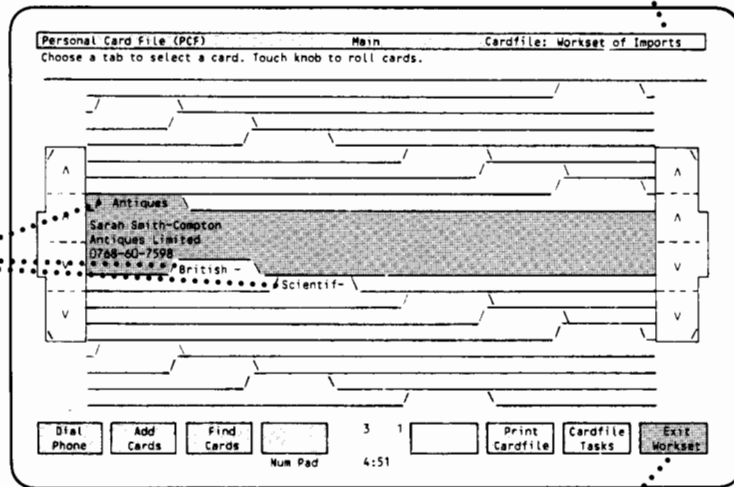 Personal Card File (PCF) Main Cardfile: Workset of Imports
Choose a tab to select a card. Touch knob to roll cards.
^ ^
Antiques
^ ^
Sarah Smith-Compton
Antiques Limited
0768-60-7598
v British - v
Scientif-
v v
Dial Phone
Add Cards
Find Cards
3 1
Print Cardfile
Cardfile Tasks
Exit Workset
Num Pad 4:51